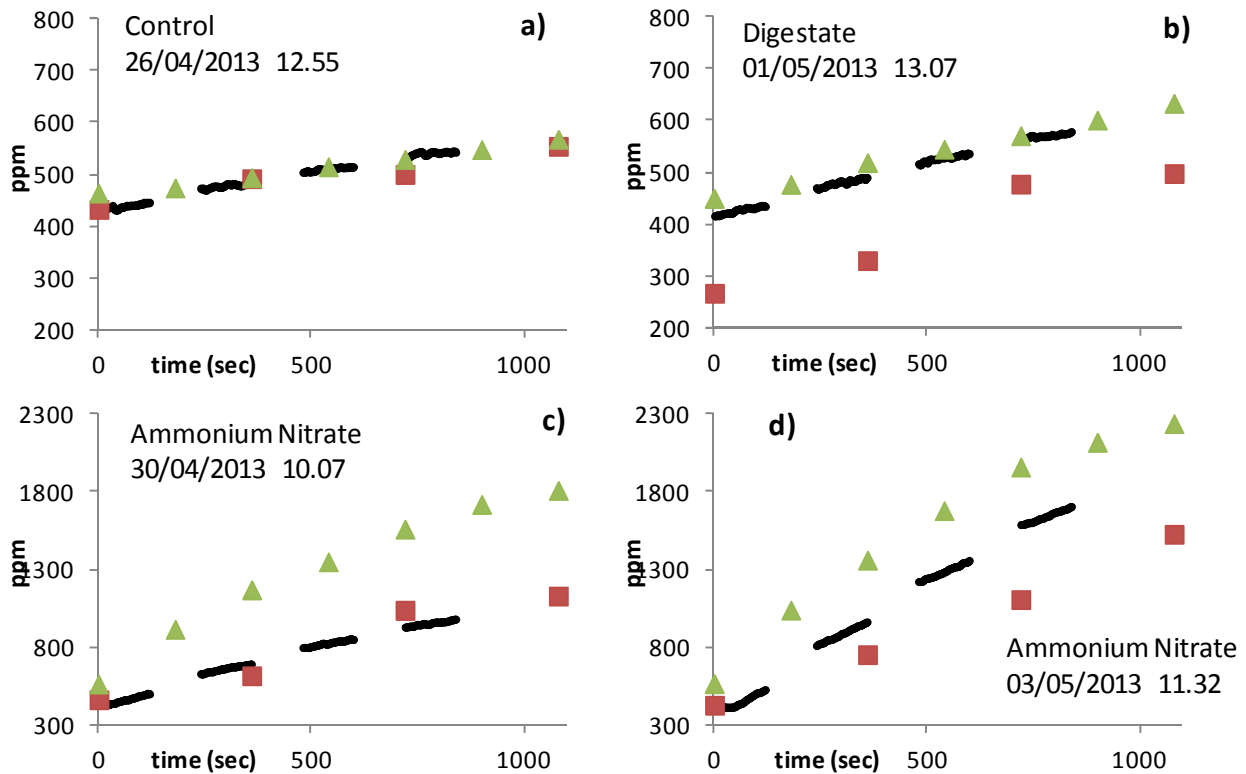 800
700
600
500
400
300
200
ppm
Control
26/04/2013 12.55
a)
0
time (sec)
500
1000
800
700
600
500
400
300
200
ppm
Digestate
01/05/2013 13.07
b)
0
time (sec)
500
1000
2300
1800
1300
800
300
ppm
Ammonium Nitrate
30/04/2013 10.07
c)
0
time (sec)
500
1000
2300
1800
1300
800
300
ppm
d)
Ammonium Nitrate
03/05/2013 11.32
0
time (sec)
500
1000